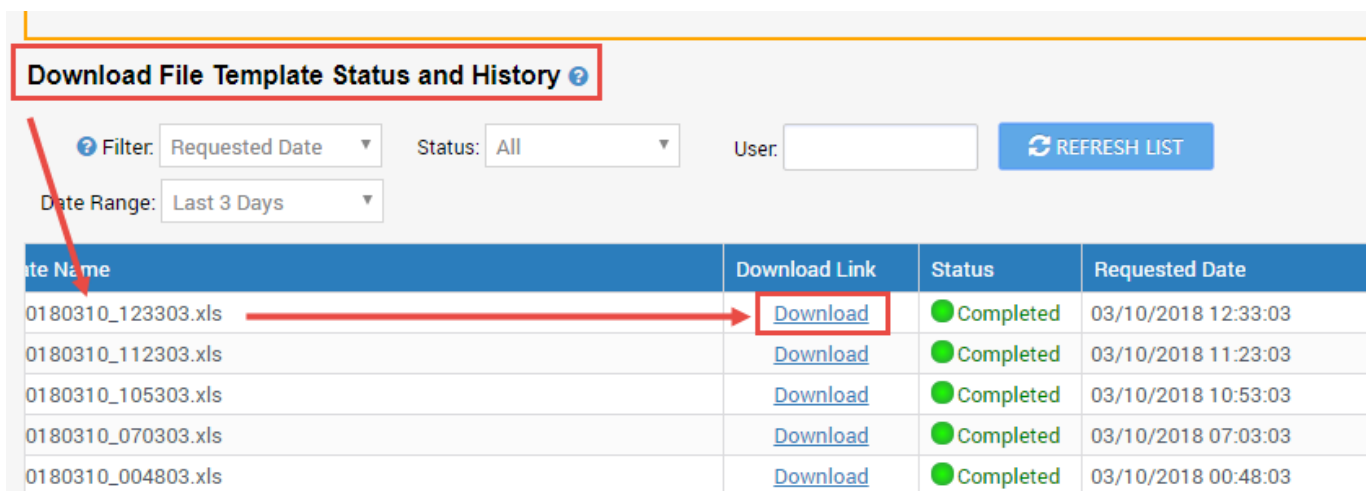 Download File Template Status and History ?
? Filter: Requested Date Status: All User: REFRESH LIST
Date Range: Last 3 Days
ate Name Download Link Status Requested Date
0180310_123303.xls Download Completed 03/10/2018 12:33:03
0180310_112303.xls Download Completed 03/10/2018 11:23:03
0180310_105303.xls Download Completed 03/10/2018 10:53:03
0180310_070303.xls Download Completed 03/10/2018 07:03:03
0180310_004803.xls Download Completed 03/10/2018 00:48:03